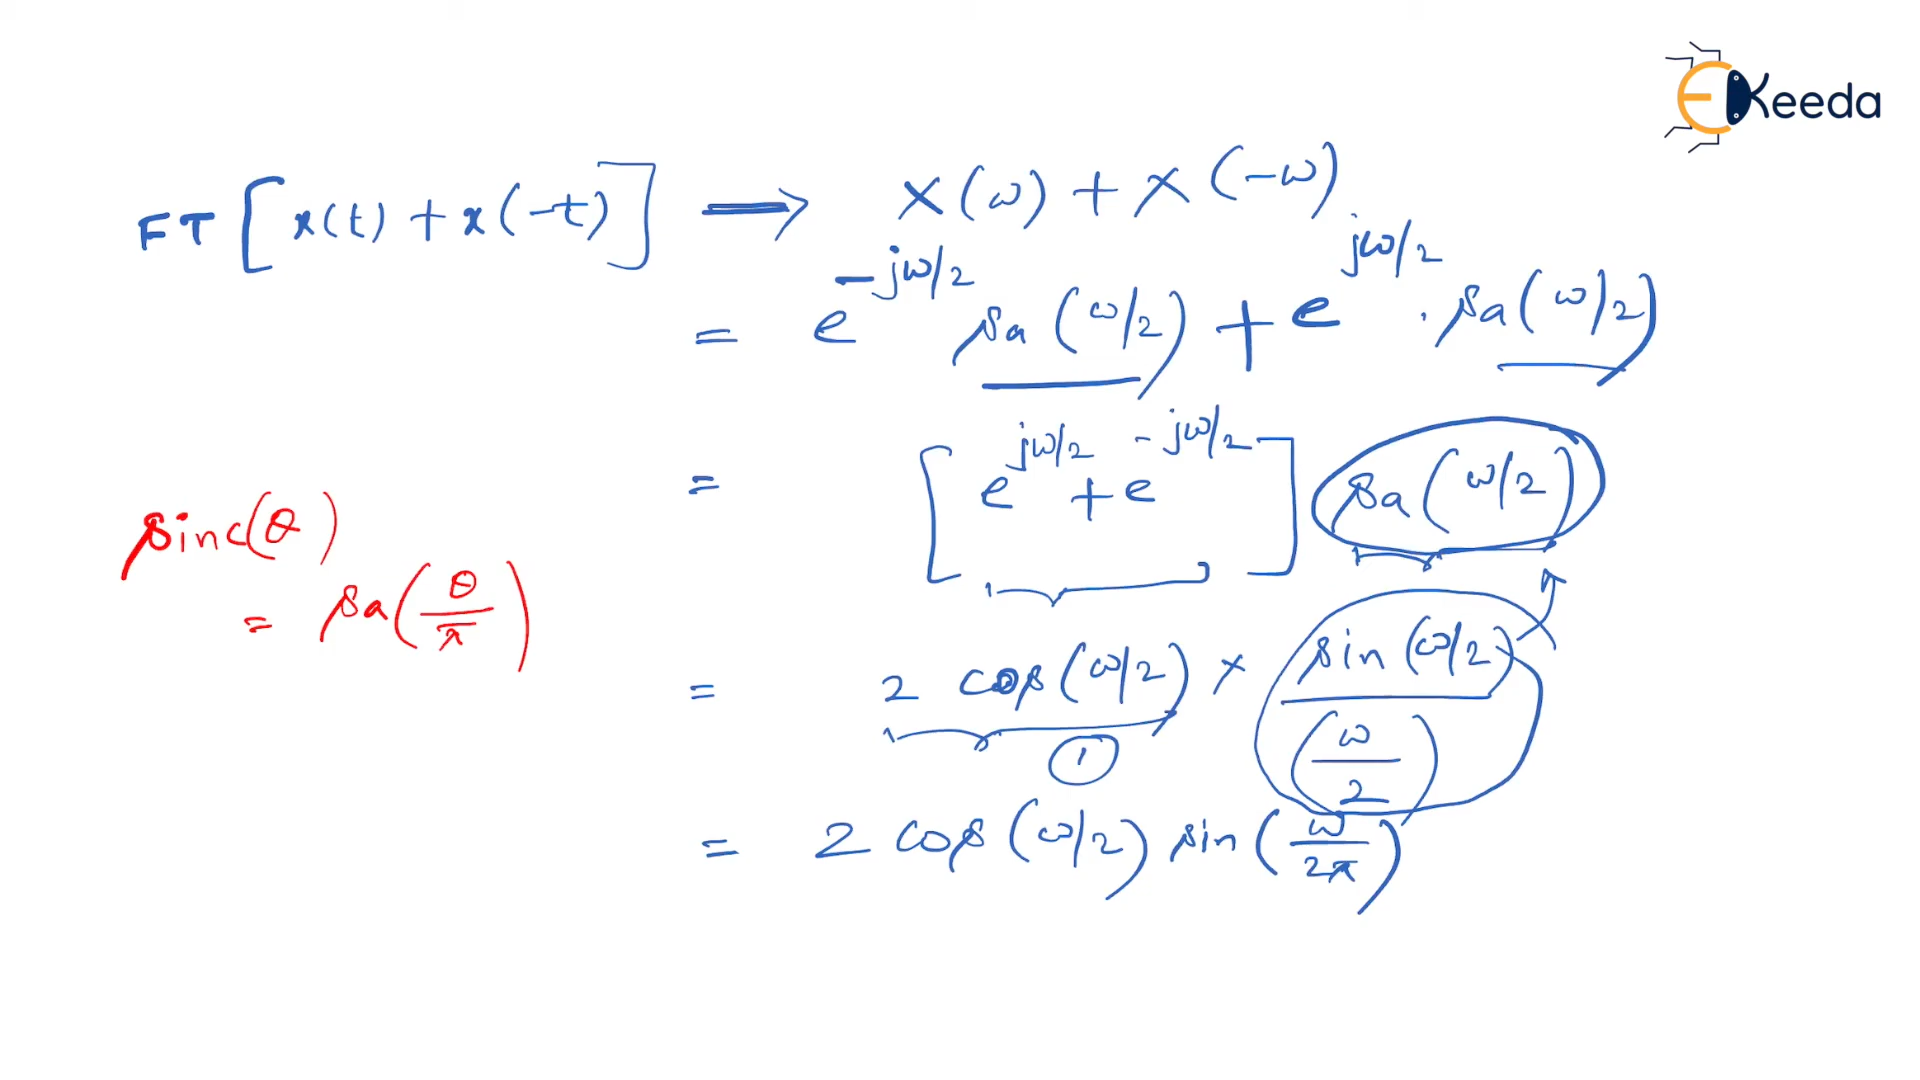 EKeeda
FT [x(t) + x(-t)] ⟶ X(ω) + X(-ω)
= e^{-jω/2} Sa(ω/2) + e^{jω/2} · Sa(ω/2)
= [e^{jω/2} + e^{-jω/2}] Sa(ω/2)
sinc(θ)
= Sa(θ/π)
= 2 cos(ω/2) × sin(ω/2) / (ω/2)
1
= 2 cos(ω/2) sin(ω/2π)